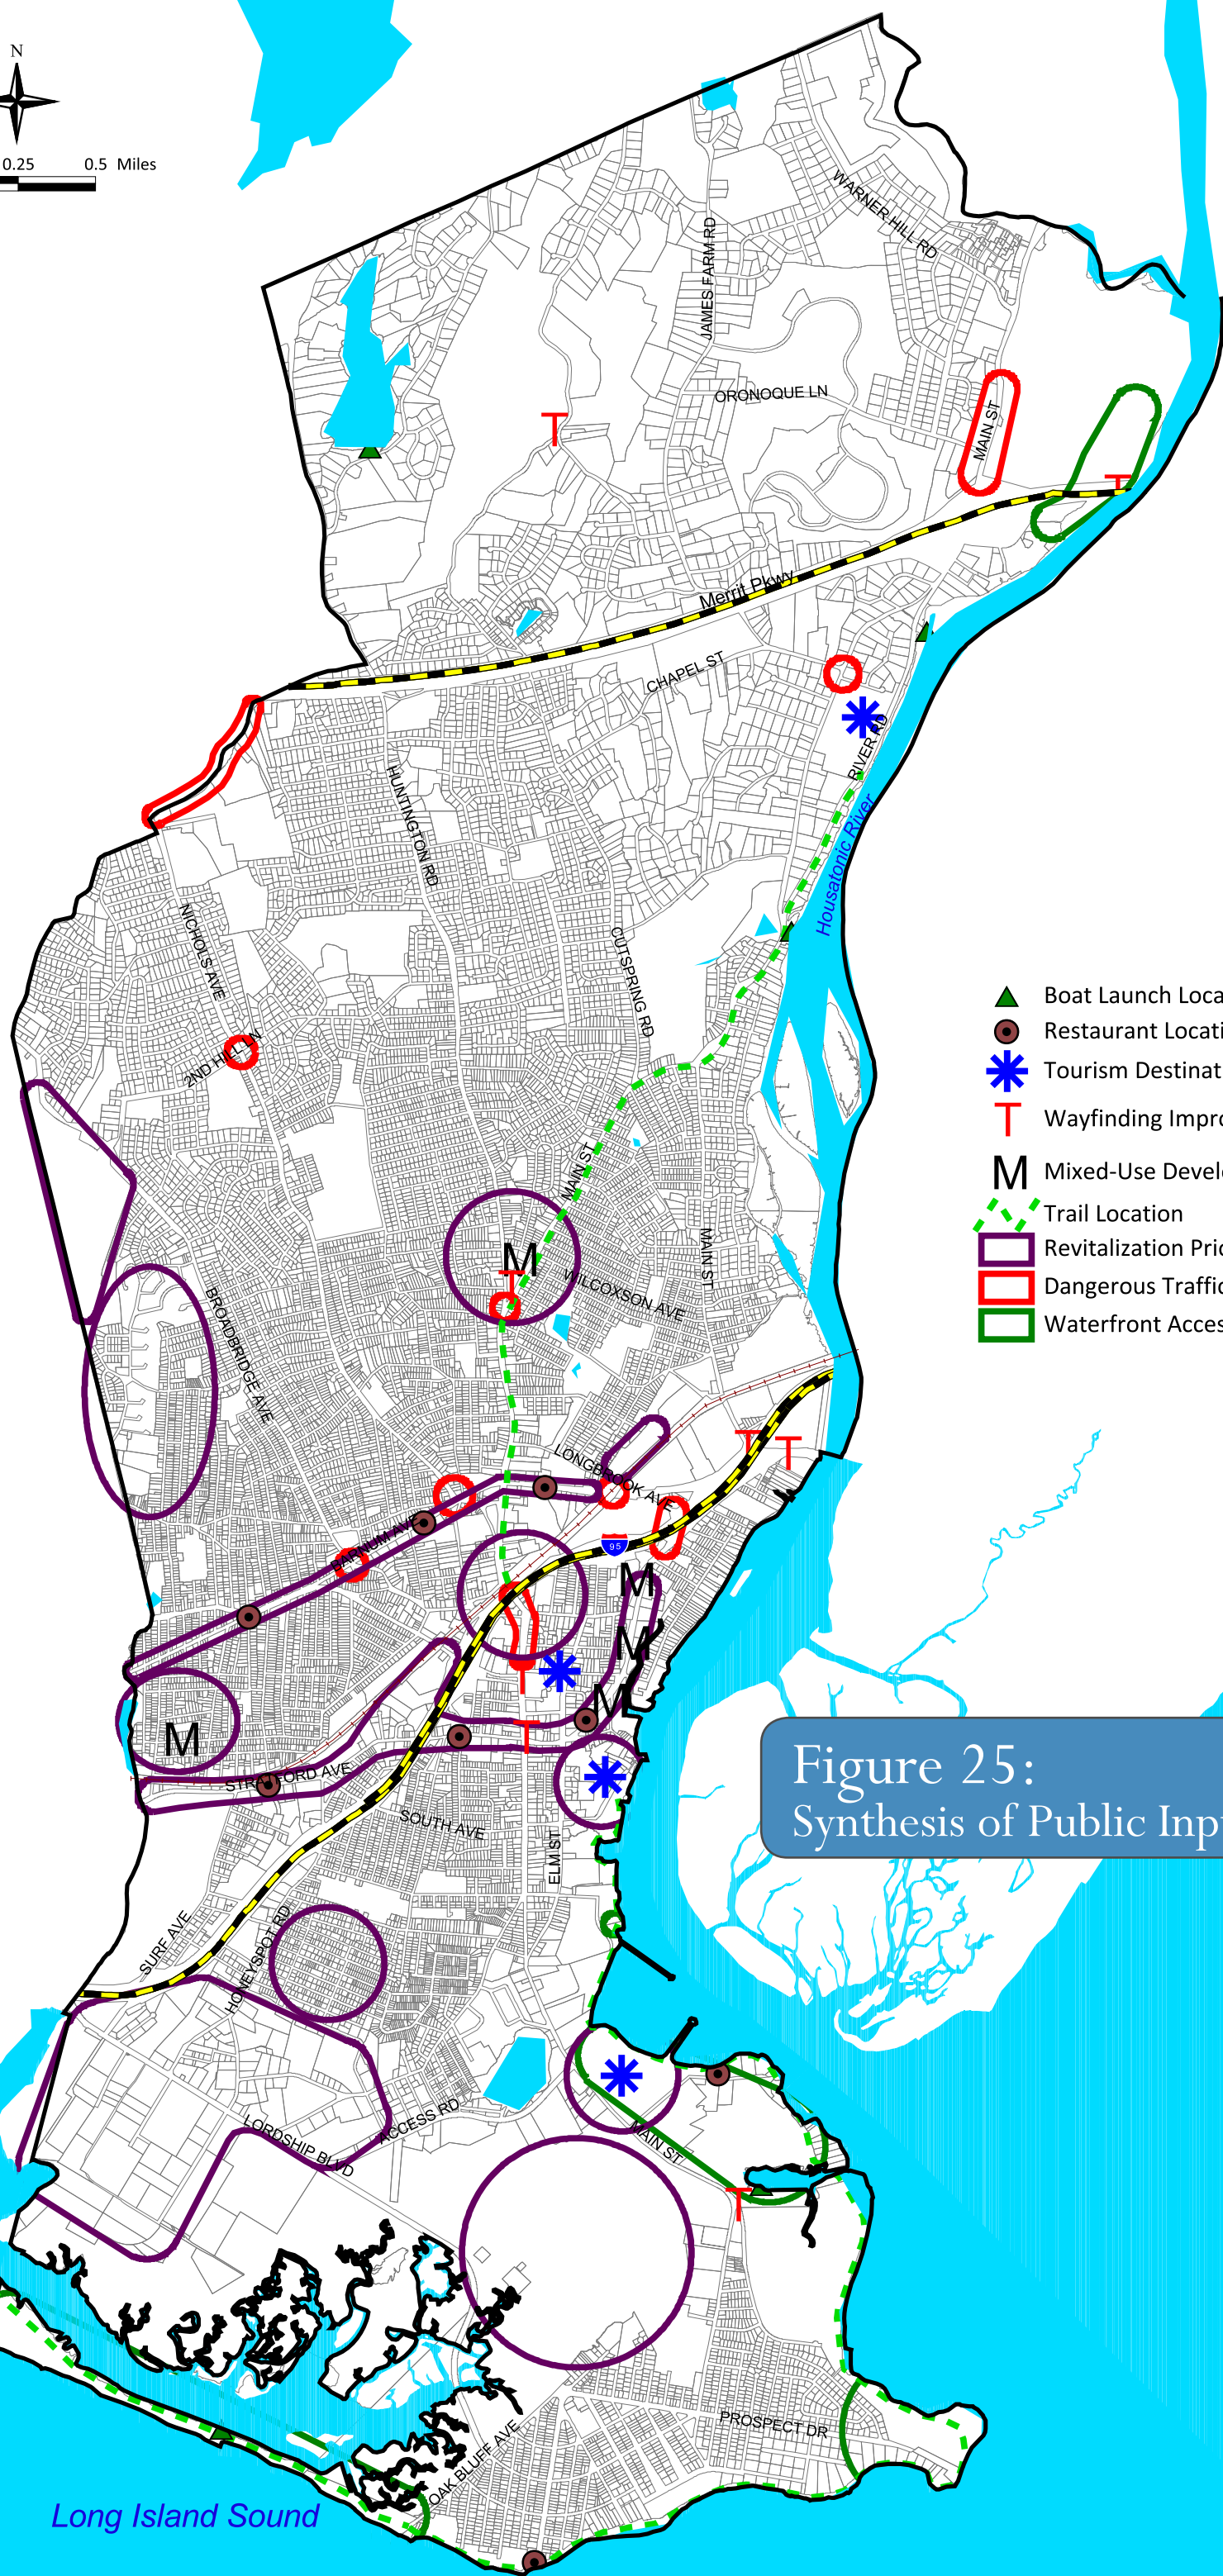 N
0.25 0.5 Miles
WARNER HILL RD
JAMES FARM RD
ORONOQUE LN
MAIN ST
T
T
Merrit Pkwy
CHAPEL ST
RIVER RD
HUNTINGTON RD
Housatonic River
NICHOLS AVE
CUTSPRING RD
2ND HILL LN
Boat Launch Loca
Restaurant Locati
Tourism Destinat
T Wayfinding Impro
M Mixed-Use Develo
Trail Location
Revitalization Prio
Dangerous Traffic
Waterfront Acces
MAIN ST
MAIN ST
M
T
WILCOXSON AVE
BROADBRIDGE AVE
T
T
LONGBROOK AVE
BARNUM AVE
95
M
M
M
T
T
M
STRATFORD AVE
SOUTH AVE
ELM ST
Figure 25:
Synthesis of Public Inp
SURF AVE
HONEYSPOT RD
ACCESS RD
LORDSHIP BLVD
MAIN ST
T
PROSPECT DR
OAK BLUFF AVE
Long Island Sound